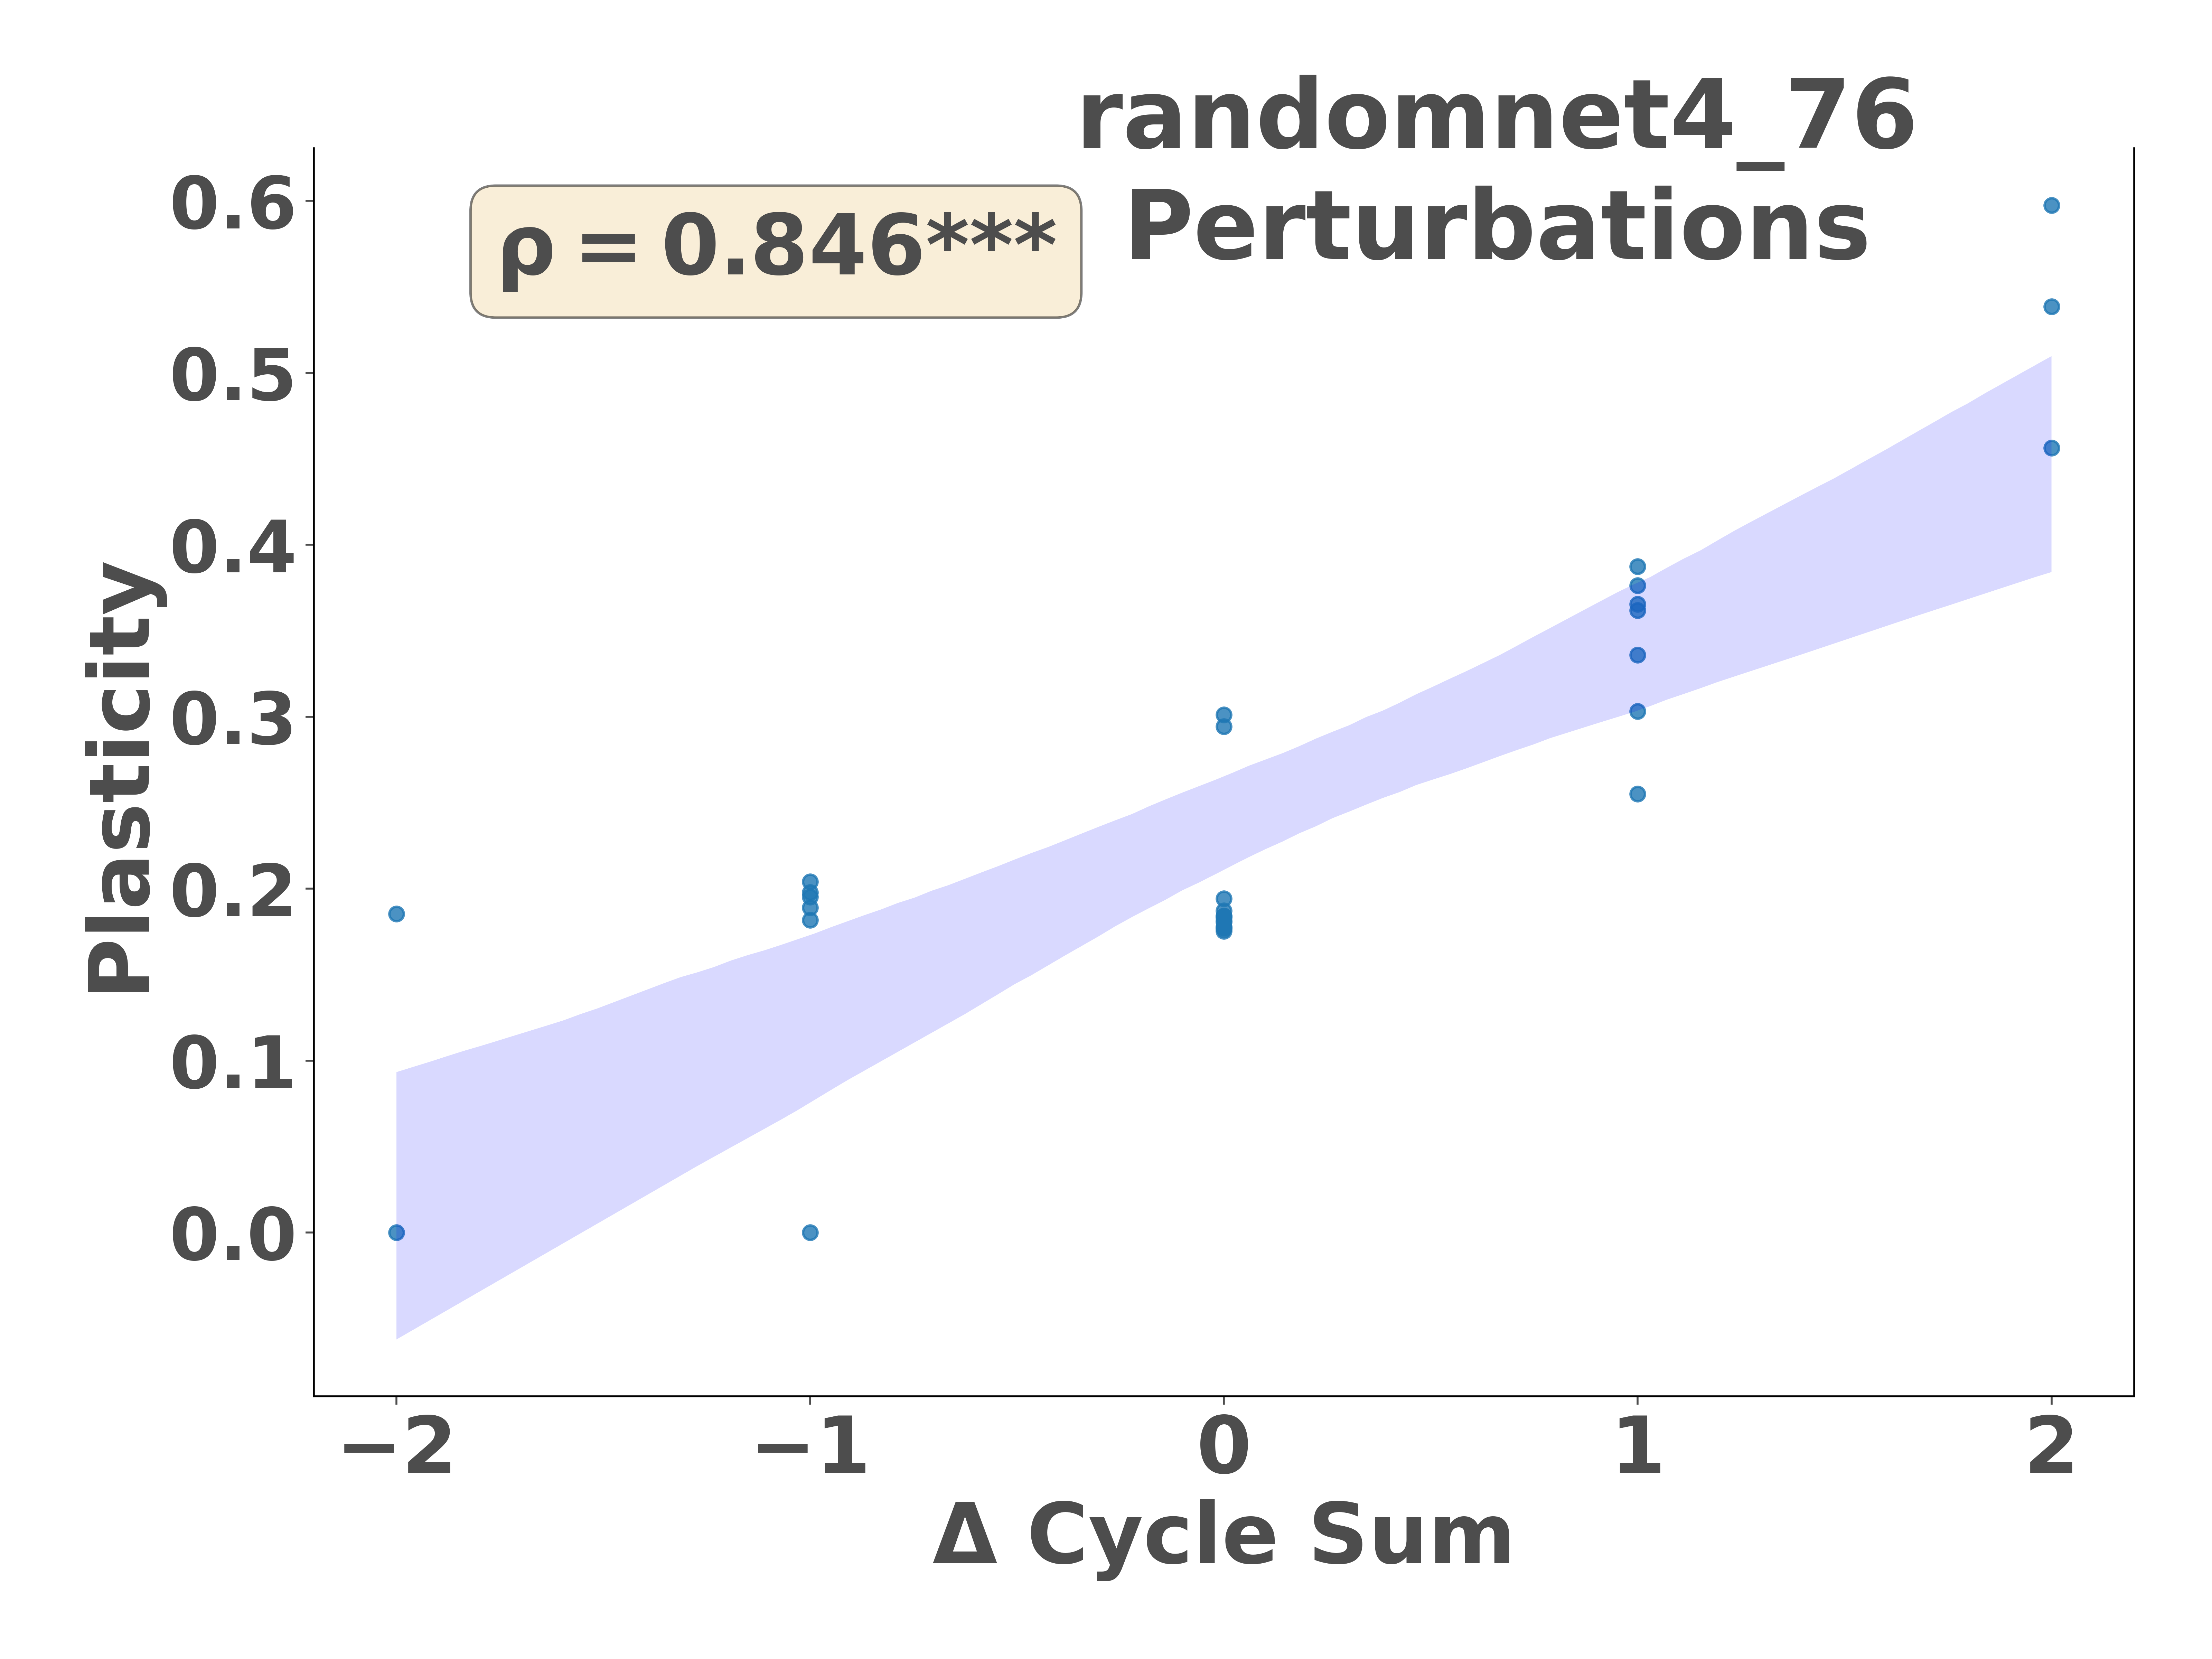 randomnet4_76
Perturbations
ρ = 0.846***
Plasticity
0.6
0.5
0.4
0.3
0.2
0.1
0.0
−2 −1 0 1 2
Δ Cycle Sum